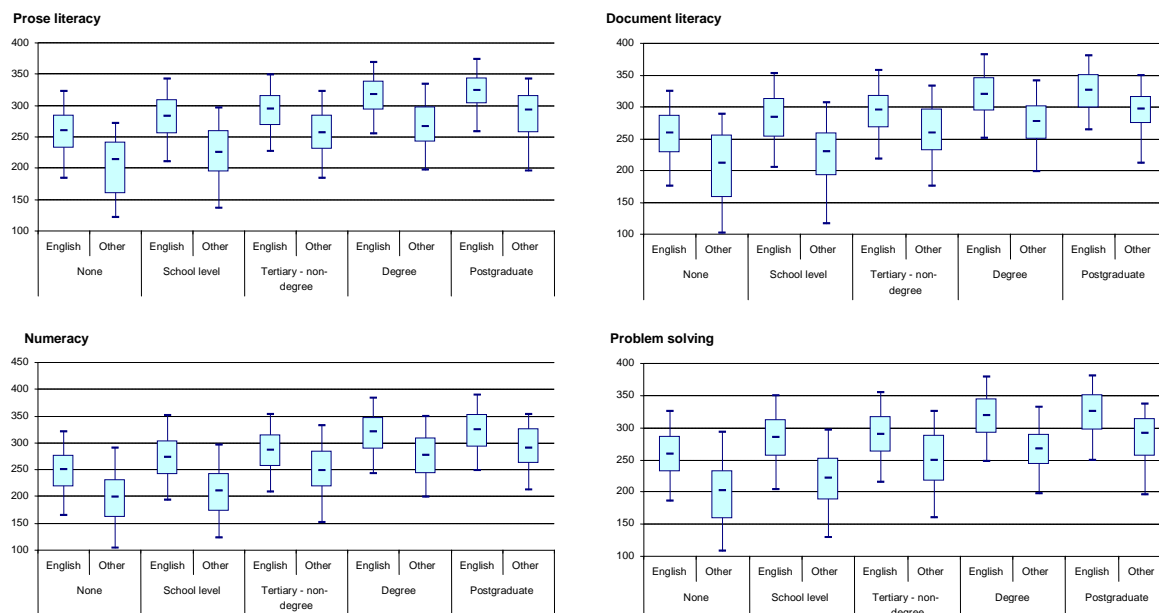 Prose literacy
400
350
300
250
200
150
100
English Other English Other English Other English Other English Other
None School level Tertiary - non- Degree Postgraduate
degree
Document literacy
400
350
300
250
200
150
100
English Other English Other English Other English Other English Other
None School level Tertiary - non- Degree Postgraduate
degree
Numeracy
450
400
350
300
250
200
150
100
English Other English Other English Other English Other English Other
None School level Tertiary - non- Degree Postgraduate
degree
Problem solving
400
350
300
250
200
150
100
English Other English Other English Other English Other English Other
None School level Tertiary - non- Degree Postgraduate
degree